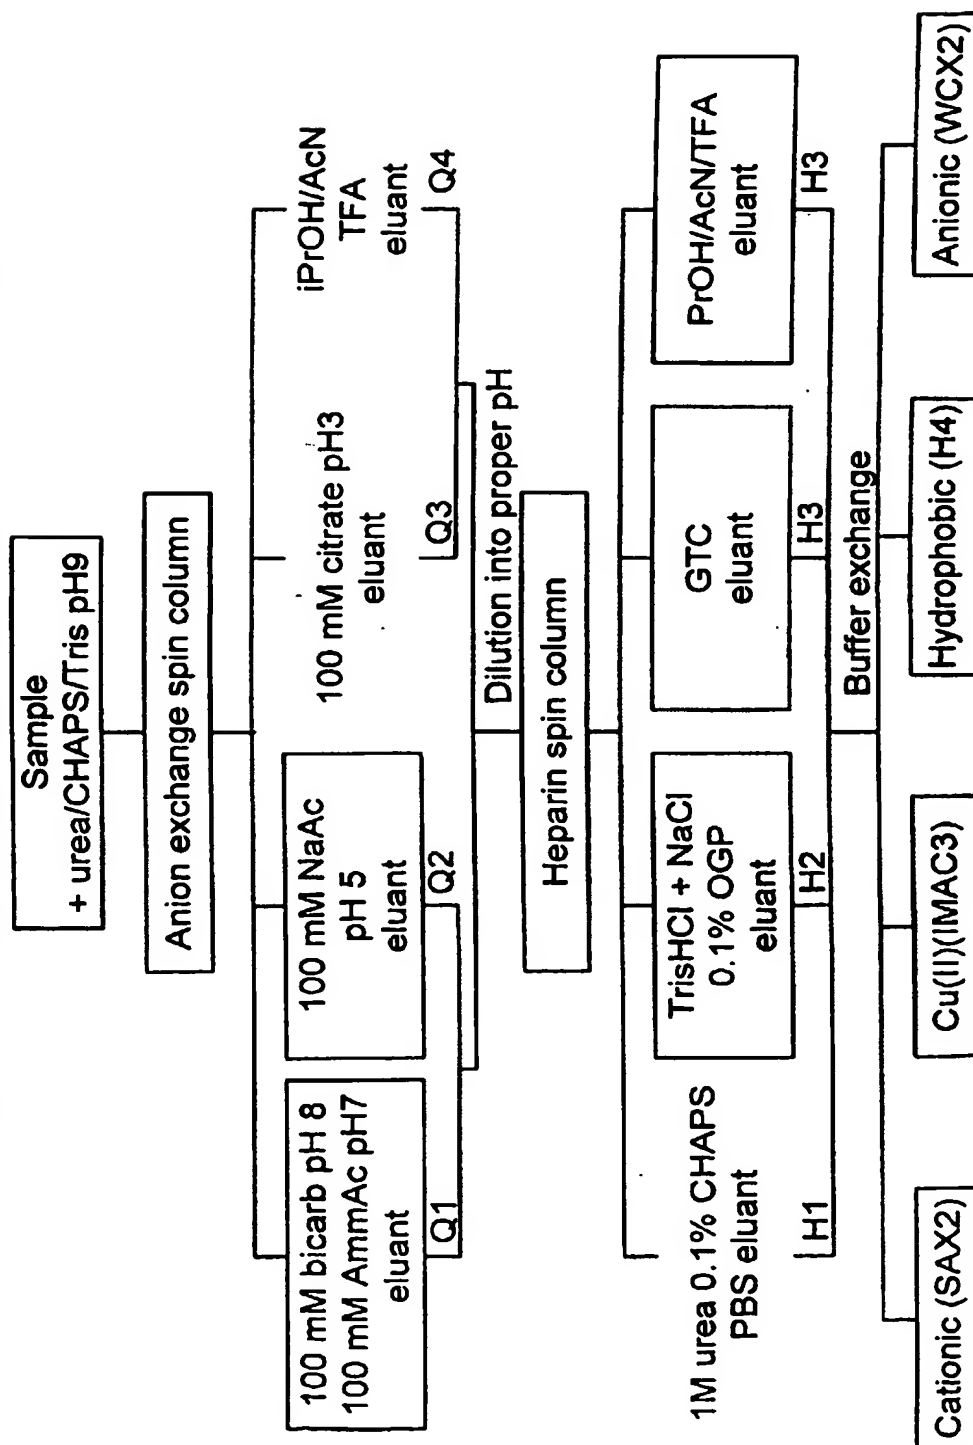 Sample
+ urea/CHAPS/Tris pH9
Anion exchange spin column
100 mM bicarb pH 8
100 mM AmmAc pH7
eluant
100 mM NaAc
pH 5
eluant
100 mM citrate pH3
eluant
iPrOH/AcN
TFA
eluant
Q1
Q2
Q3
Q4
Dilution into proper pH
Heparin spin column
1M urea 0.1% CHAPS
PBS eluant
TrisHCl + NaCl
0.1% OGP
eluant
GTC
eluant
PrOH/AcN/TFA
eluant
H1
H2
H3
H3
Buffer exchange
Cationic (SAX2)
Cu(II)(IMAC3)
Hydrophobic (H4)
Anionic (WCX2)